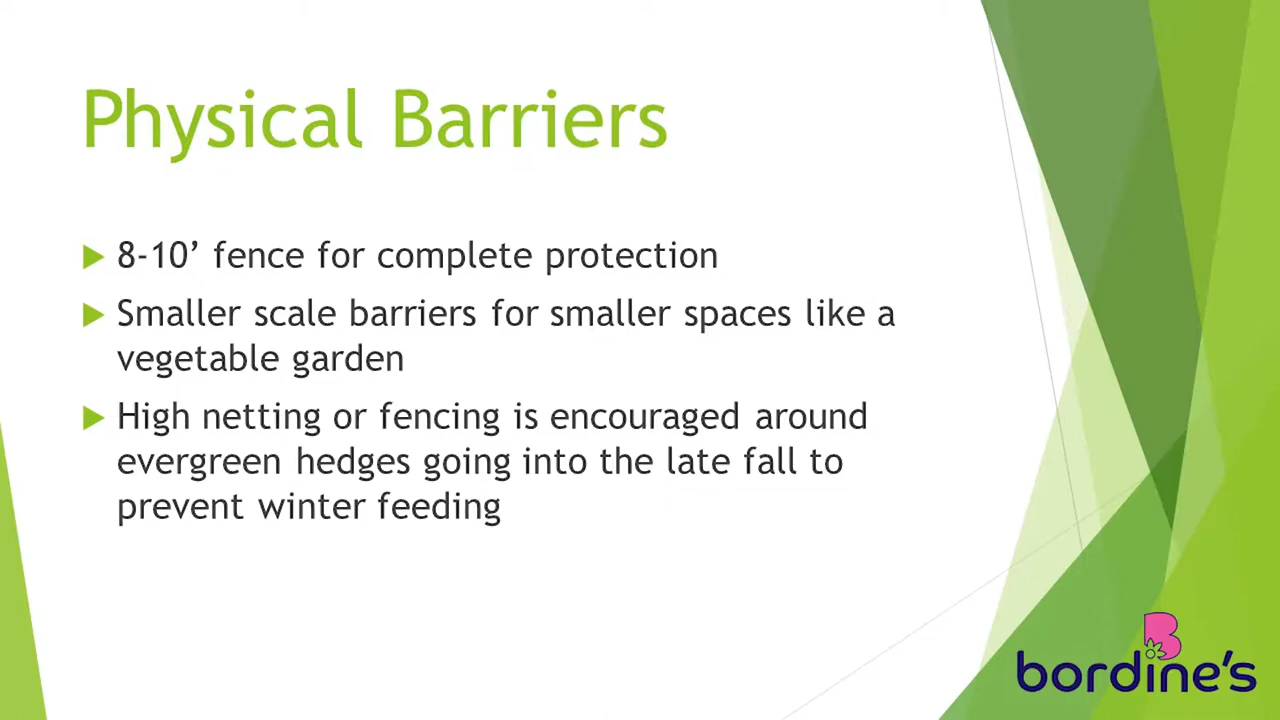 Physical Barriers
8-10’ fence for complete protection
Smaller scale barriers for smaller spaces like a
vegetable garden
High netting or fencing is encouraged around
evergreen hedges going into the late fall to
prevent winter feeding
B
bordine’s